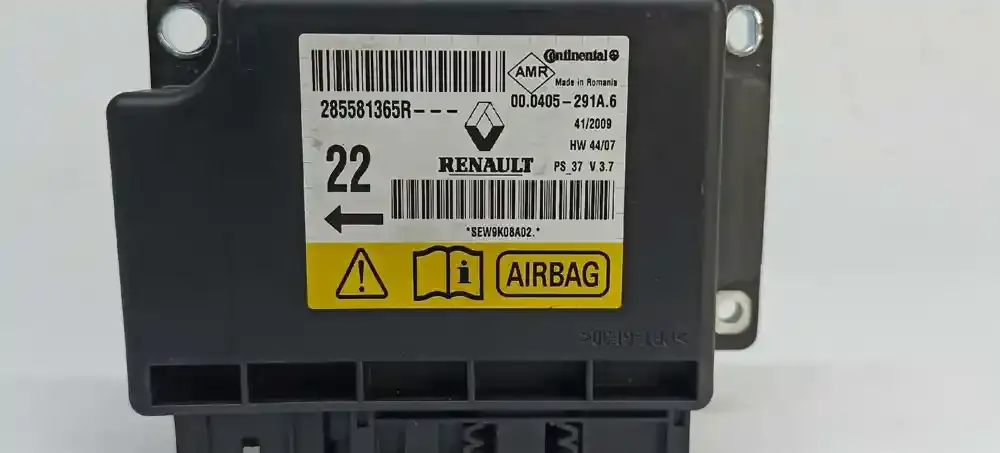 Continental
AMR
Made in Romania
285581365R---
00.0405-291A.6
41/2009
22
HW 44/07
RENAULT
PS_37 V 3.7
*SEW9K08A02.*
AIRBAG